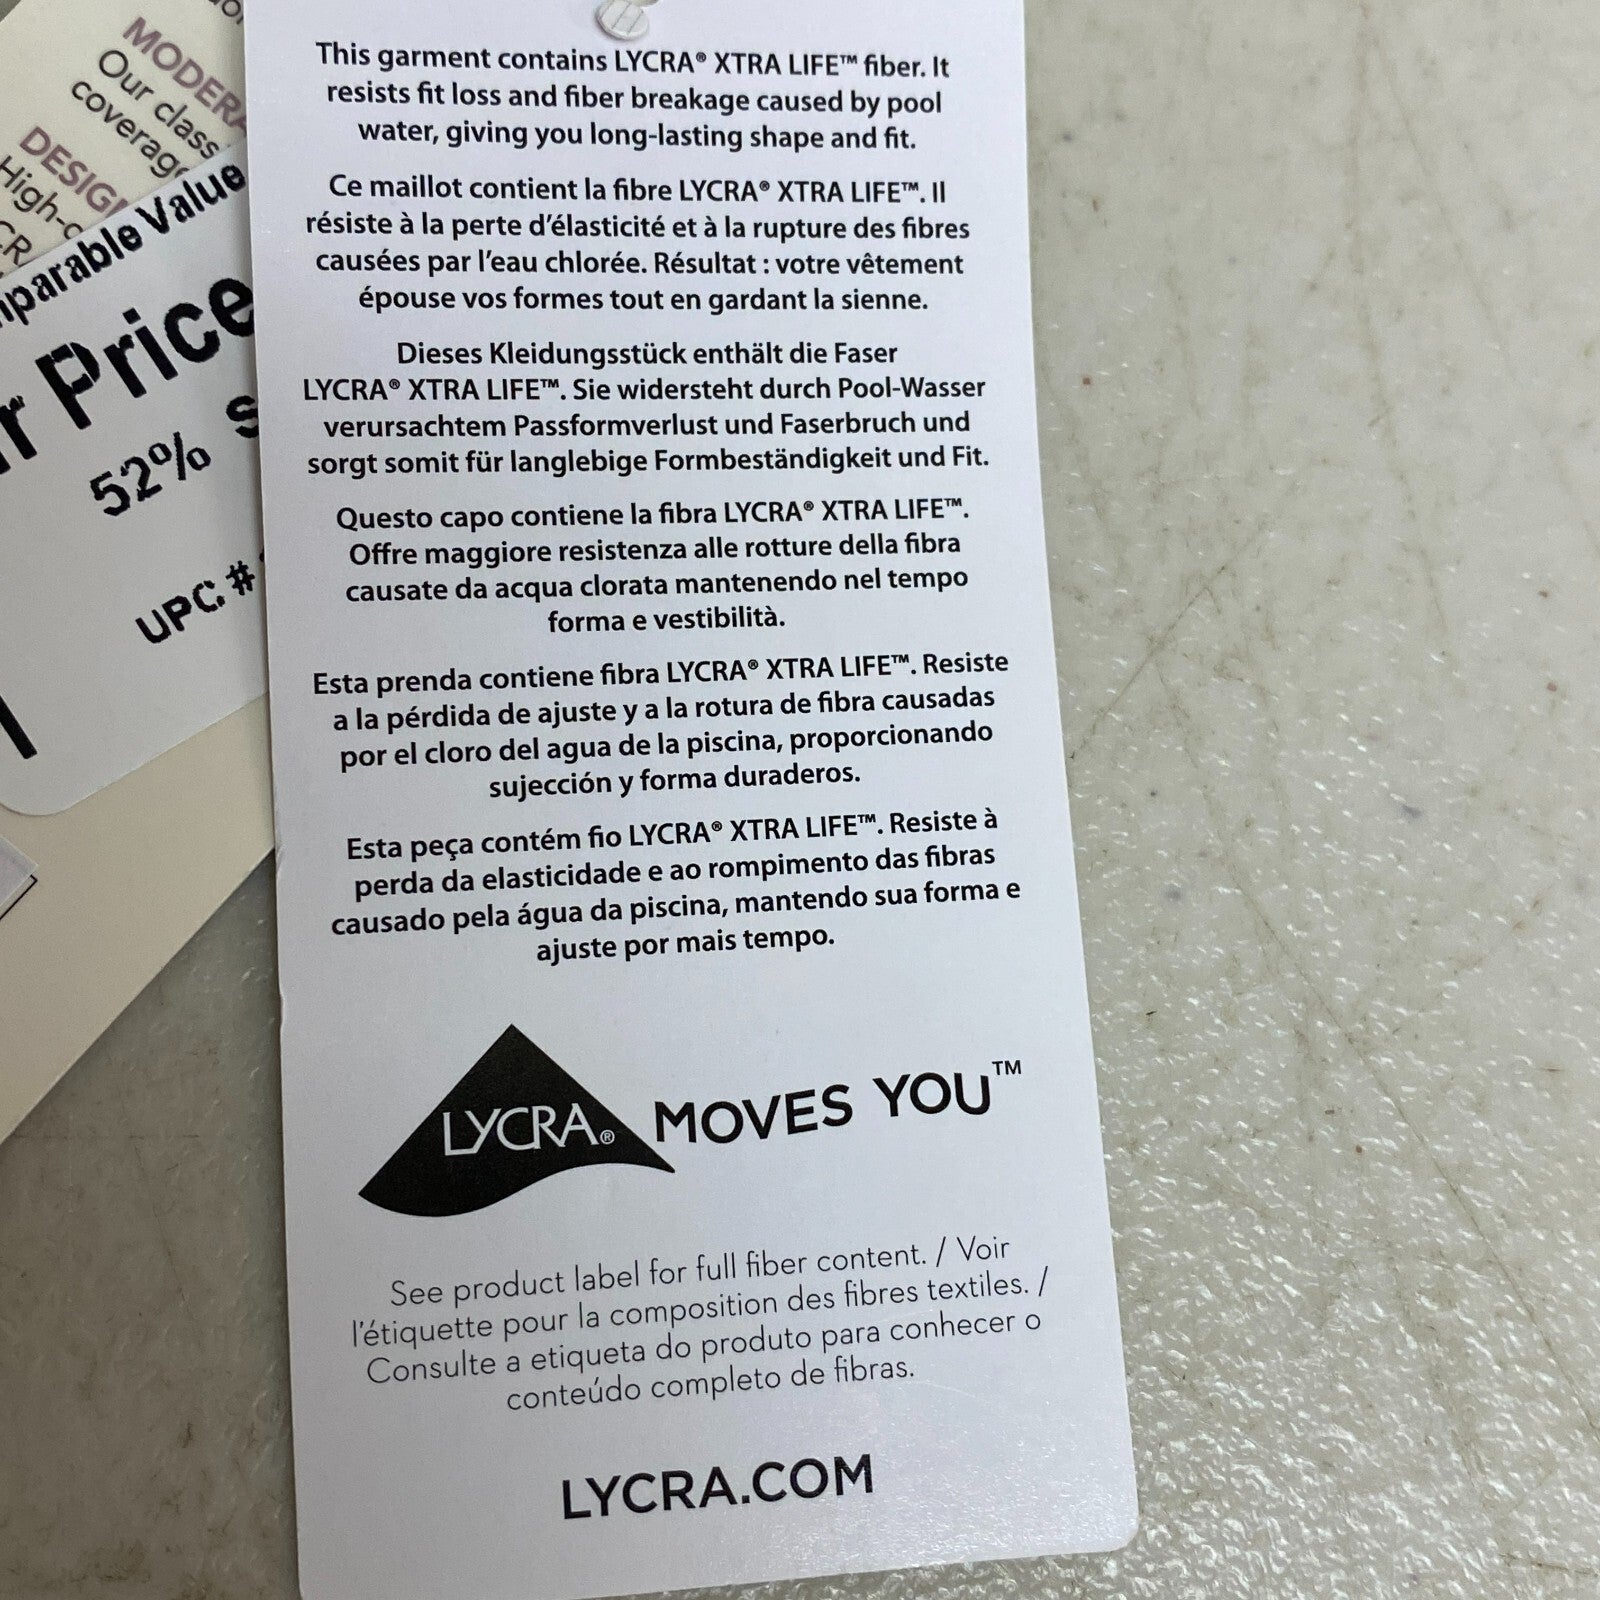 This garment contains LYCRA® XTRA LIFE™ fiber. It
resists fit loss and fiber breakage caused by pool
water, giving you long-lasting shape and fit.
Ce maillot contient la fibre LYCRA® XTRA LIFE™. Il
résiste à la perte d'élasticité et à la rupture des fibres
causées par l'eau chlorée. Résultat : votre vêtement
épouse vos formes tout en gardant la sienne.
Dieses Kleidungsstück enthält die Faser
LYCRA® XTRA LIFE™. Sie widersteht durch Pool-Wasser
verursachtem Passformverlust und Faserbruch und
sorgt somit für langlebige Formbeständigkeit und Fit.
Questo capo contiene la fibra LYCRA® XTRA LIFE™.
Offre maggiore resistenza alle rotture della fibra
causate da acqua clorata mantenendo nel tempo
forma e vestibilità.
Esta prenda contiene fibra LYCRA® XTRA LIFE™. Resiste
a la pérdida de ajuste y a la rotura de fibra causadas
por el cloro del agua de la piscina, proporcionando
sujección y forma duraderos.
Esta peça contém fio LYCRA® XTRA LIFE™. Resiste à
perda da elasticidade e ao rompimento das fibras
causado pela água da piscina, mantendo sua forma e
ajuste por mais tempo.
LYCRA® MOVES YOU™
See product label for full fiber content. / Voir
l'étiquette pour la composition des fibres textiles. /
Consulte a etiqueta do produto para conhecer o
conteúdo completo de fibras.
LYCRA.COM
MODERA
Our class
coverag
DESIG
High-
CR
mparable Value
r Price
52% s
UPC #